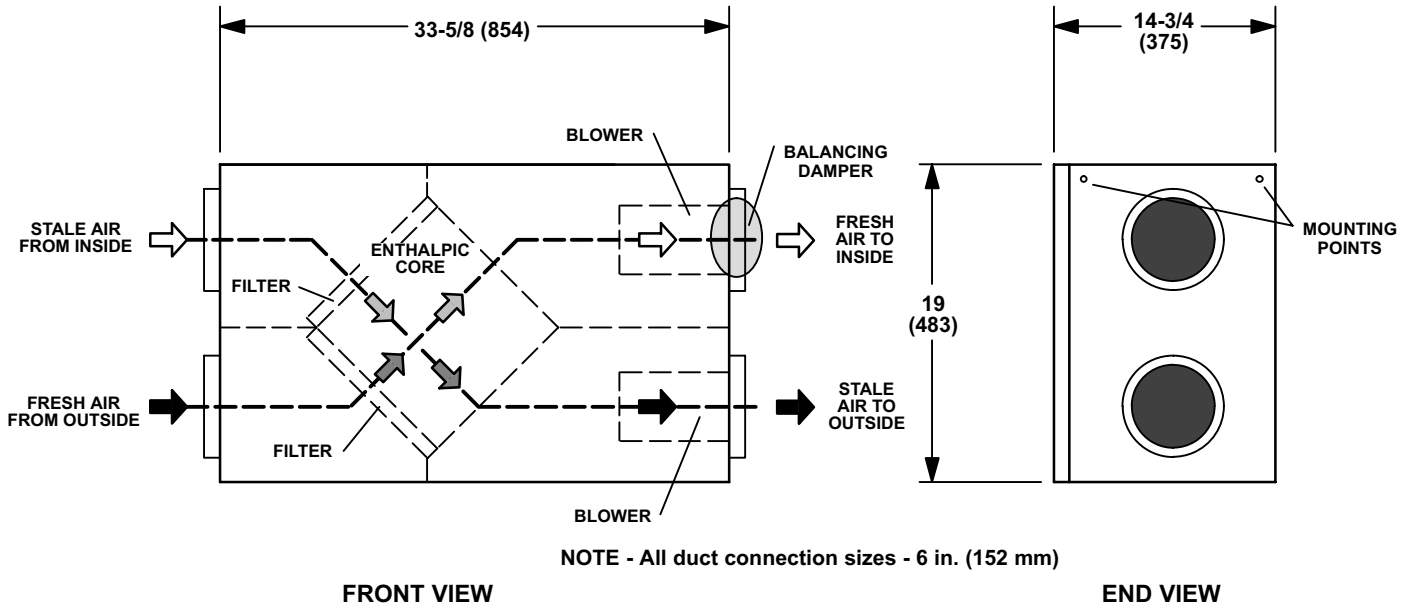 33-5/8 (854)
14-3/4
(375)
BLOWER
BALANCING
DAMPER
STALE AIR
FROM INSIDE
ENTHALPIC
CORE
FRESH
AIR TO
INSIDE
MOUNTING
POINTS
FILTER
19
(483)
FRESH AIR
FROM OUTSIDE
STALE
AIR TO
OUTSIDE
FILTER
BLOWER
NOTE - All duct connection sizes - 6 in. (152 mm)
FRONT VIEW
END VIEW